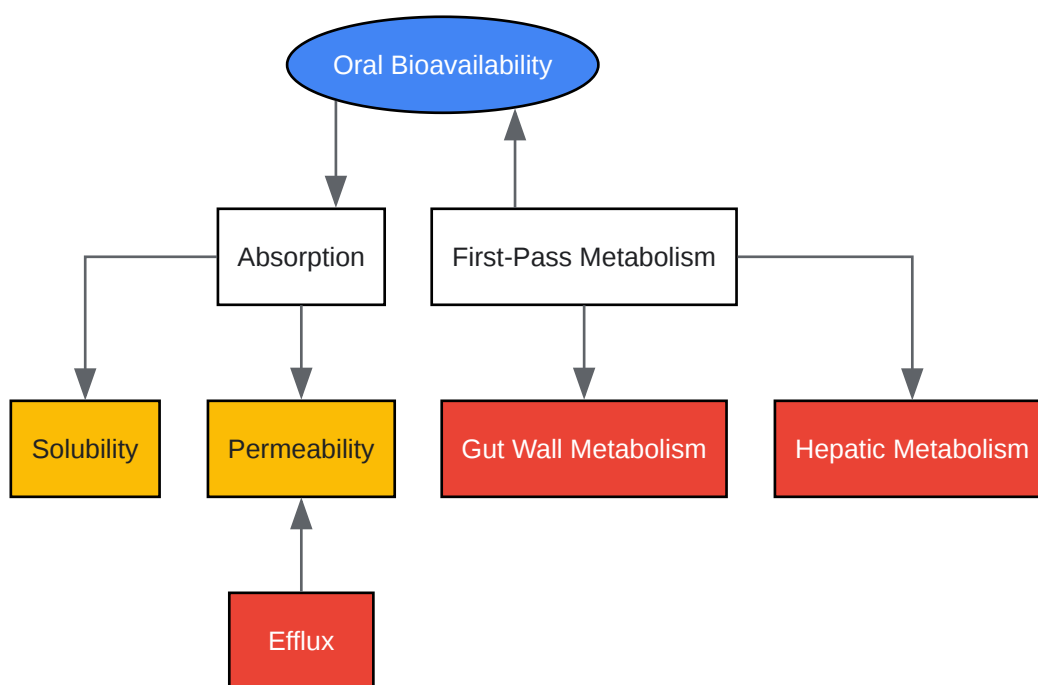 Oral Bioavailability
Absorption
First-Pass Metabolism
Solubility
Permeability
Gut Wall Metabolism
Hepatic Metabolism
Efflux